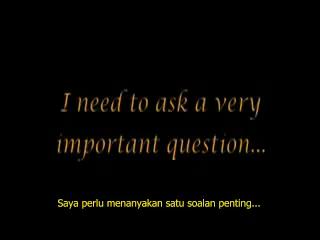 I need to ask a very
important question...
Saya perlu menanyakan satu soalan penting...